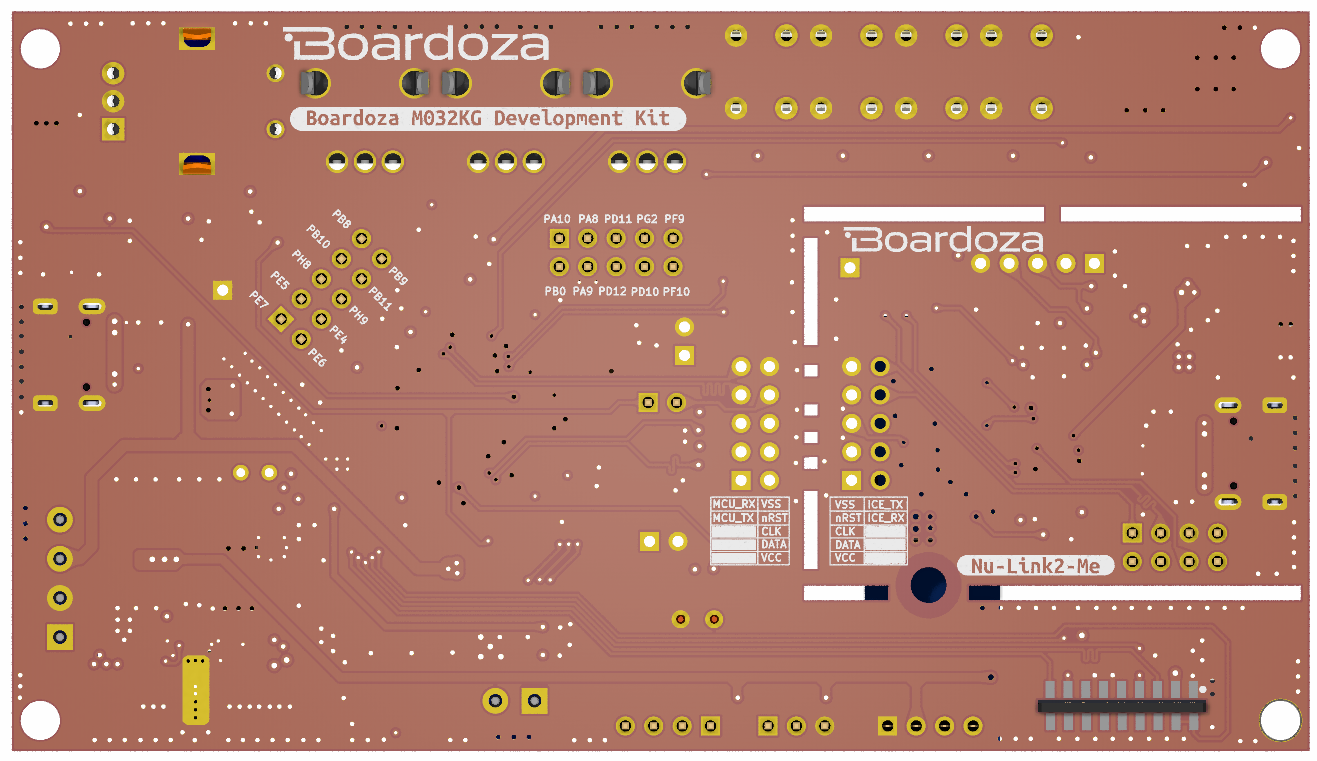 Boardoza
Boardoza M032KG Development Kit
PA10 PA8 PD11 PG2 PF9
PB0 PA9 PD12 PD10 PF10
PB8
PB10
PH8
PE5
PE7
PB9
PB11
PH9
PE4
PE6
Boardoza
MCU_RX VSS
MCU_TX nRST
CLK
DATA
VCC
VSS ICE_TX
nRST ICE_RX
CLK
DATA
VCC
Nu-Link2-Me